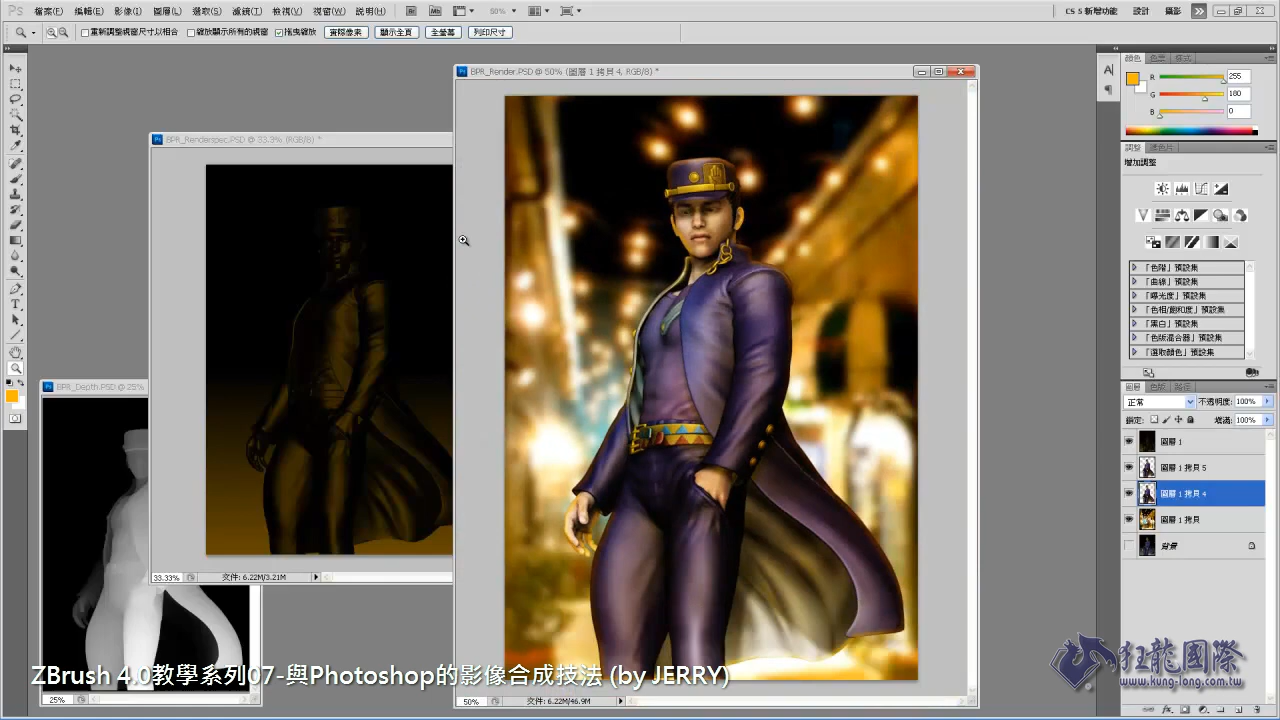 Ps 檔案(F) 編輯(E) 影像(I) 圖層(L) 選取(S) 濾鏡(T) 檢視(V) 視窗(W) 說明(H) Br Mb 50% CS 5 新增功能 設計 攝影
重新調整視窗尺寸以相合 縮放顯示所有的視窗 拖曳縮放 實際像素 顯示全頁 全螢幕 列印尺寸
BPR_Render.PSD @ 50% (圖層 1 拷貝 4, RGB/8) *
BPR_Renderspec.PSD @ 33.3% (RGB/8) *
BPR_Depth.PSD @ 25%
顏色 色票 樣式
R 255
G 180
B 0
調整
增加調整
「色階」預設集
「曲線」預設集
「曝光度」預設集
「色相/飽和度」預設集
「黑白」預設集
「色版混合器」預設集
「選取顏色」預設集
圖層 色版 路徑
正常 不透明度: 100%
鎖定: 填滿: 100%
圖層 1
圖層 1 拷貝 5
圖層 1 拷貝 4
圖層 1 拷貝
背景
33.33% 文件: 6.22M/3.21M
25%
50% 文件: 6.22M/46.9M
ZBrush 4.0教學系列07-與Photoshop的影像合成技法 (by JERRY)
狂龍國際
www.kung-long.com